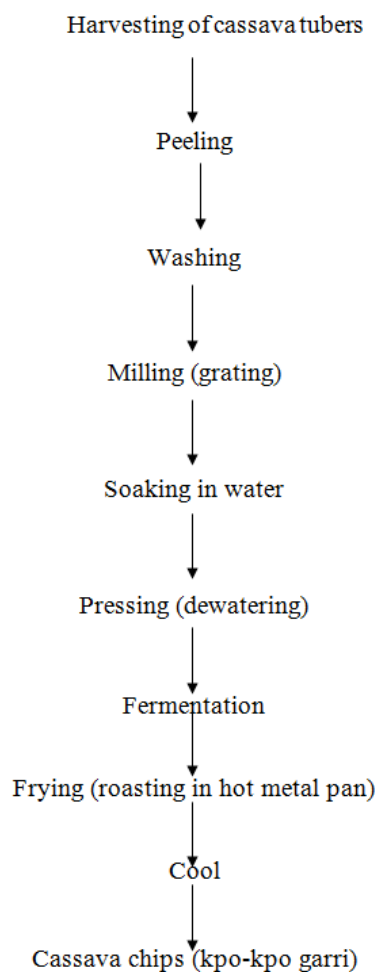 Harvesting of cassava tubers
Peeling
Washing
Milling (grating)
Soaking in water
Pressing (dewatering)
Fermentation
Frying (roasting in hot metal pan)
Cool
Cassava chips (kpo-kpo garri)